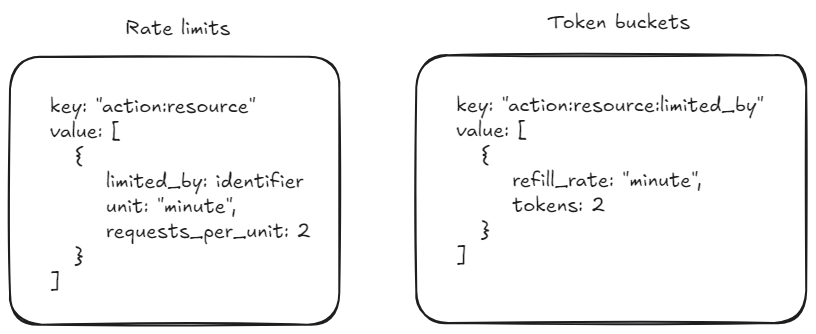 Rate limits
key: "action:resource"
value: [
{
limited_by: identifier
unit: "minute",
requests_per_unit: 2
}
]
Token buckets
key: "action:resource:limited_by"
value: [
{
refill_rate: "minute",
tokens: 2
}
]